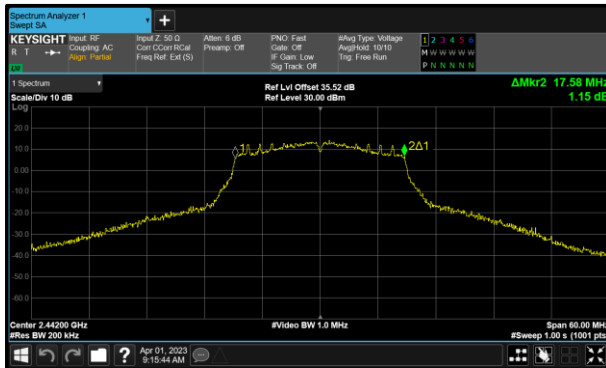 Spectrum Analyzer 1
Swept SA
+
KEYSIGHT
R T
LW
Input: RF
Coupling: AC
Align: Partial
Input Z: 50 Ω
Corr CCorr RCal
Freq Ref: Ext (S)
Atten: 6 dB
Preamp: Off
PNO: Fast
Gate: Off
IF Gain: Low
Sig Track: Off
#Avg Type: Voltage
Avg|Hold: 10/10
Trig: Free Run
1 2 3 4 5 6
M W W W W W
P N N N N N
1 Spectrum
Scale/Div 10 dB
Ref Lvl Offset 35.52 dB
Ref Level 30.00 dBm
ΔMkr2 17.58 MHz
1.15 dB
Log
20.0
10.0
0.00
-10.0
-20.0
-30.0
-40.0
-50.0
-60.0
1
2Δ1
Center 2.44200 GHz
#Video BW 1.0 MHz
Span 60.00 MHz
#Res BW 200 kHz
#Sweep 1.00 s (1001 pts
?
Apr 01, 2023
9:15:44 AM